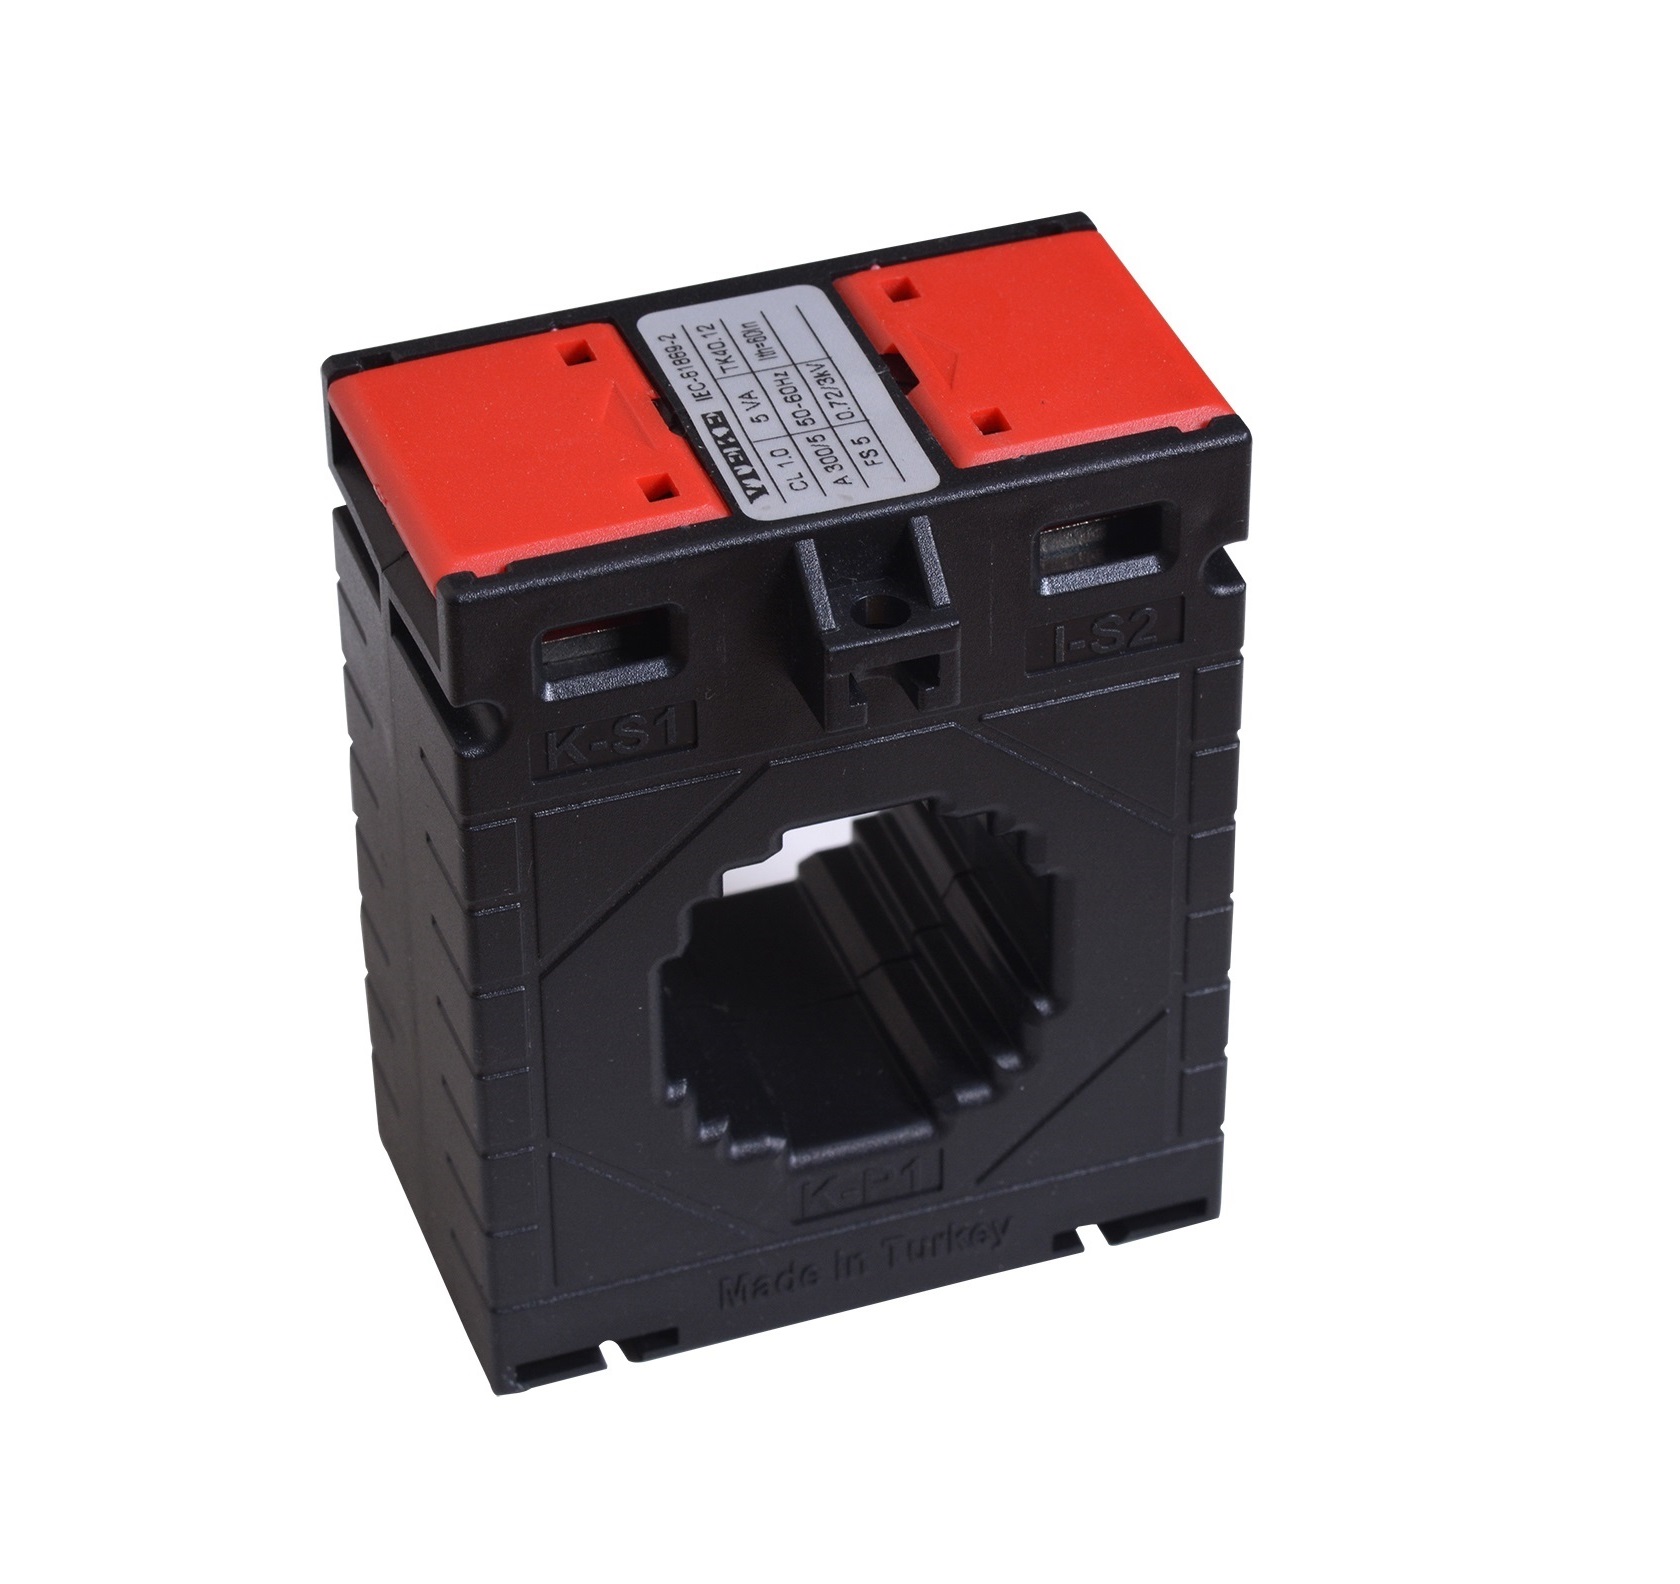 IEC-61869-2
CL 1.0 5 VA TK40.12
A 300/5 50-60Hz Ith=60In
FS 5 0.72/3kV
K-S1
I-S2
K-P1
Made in Turkey